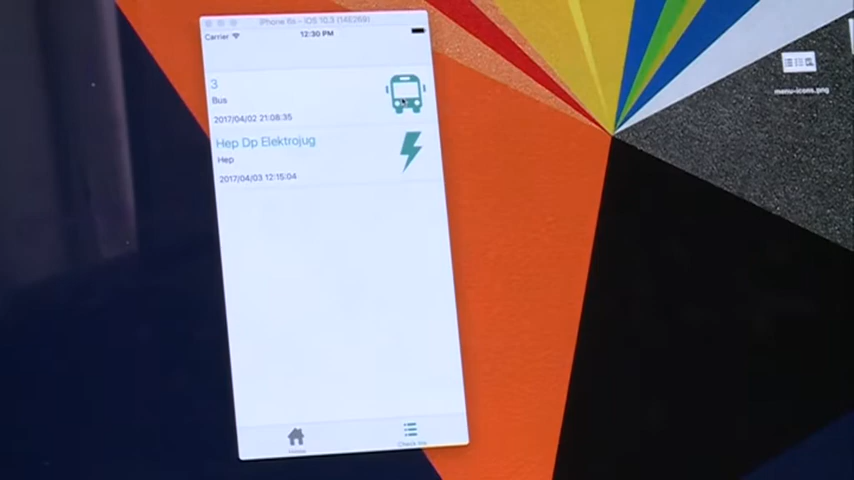 iPhone 6s - iOS 10.3 (14E269)
Carrier
12:30 PM
3
Bus
2017/04/02 21:08:35
Hep Dp Elektrojug
Hep
2017/04/03 12:15:04
menu-icons.png